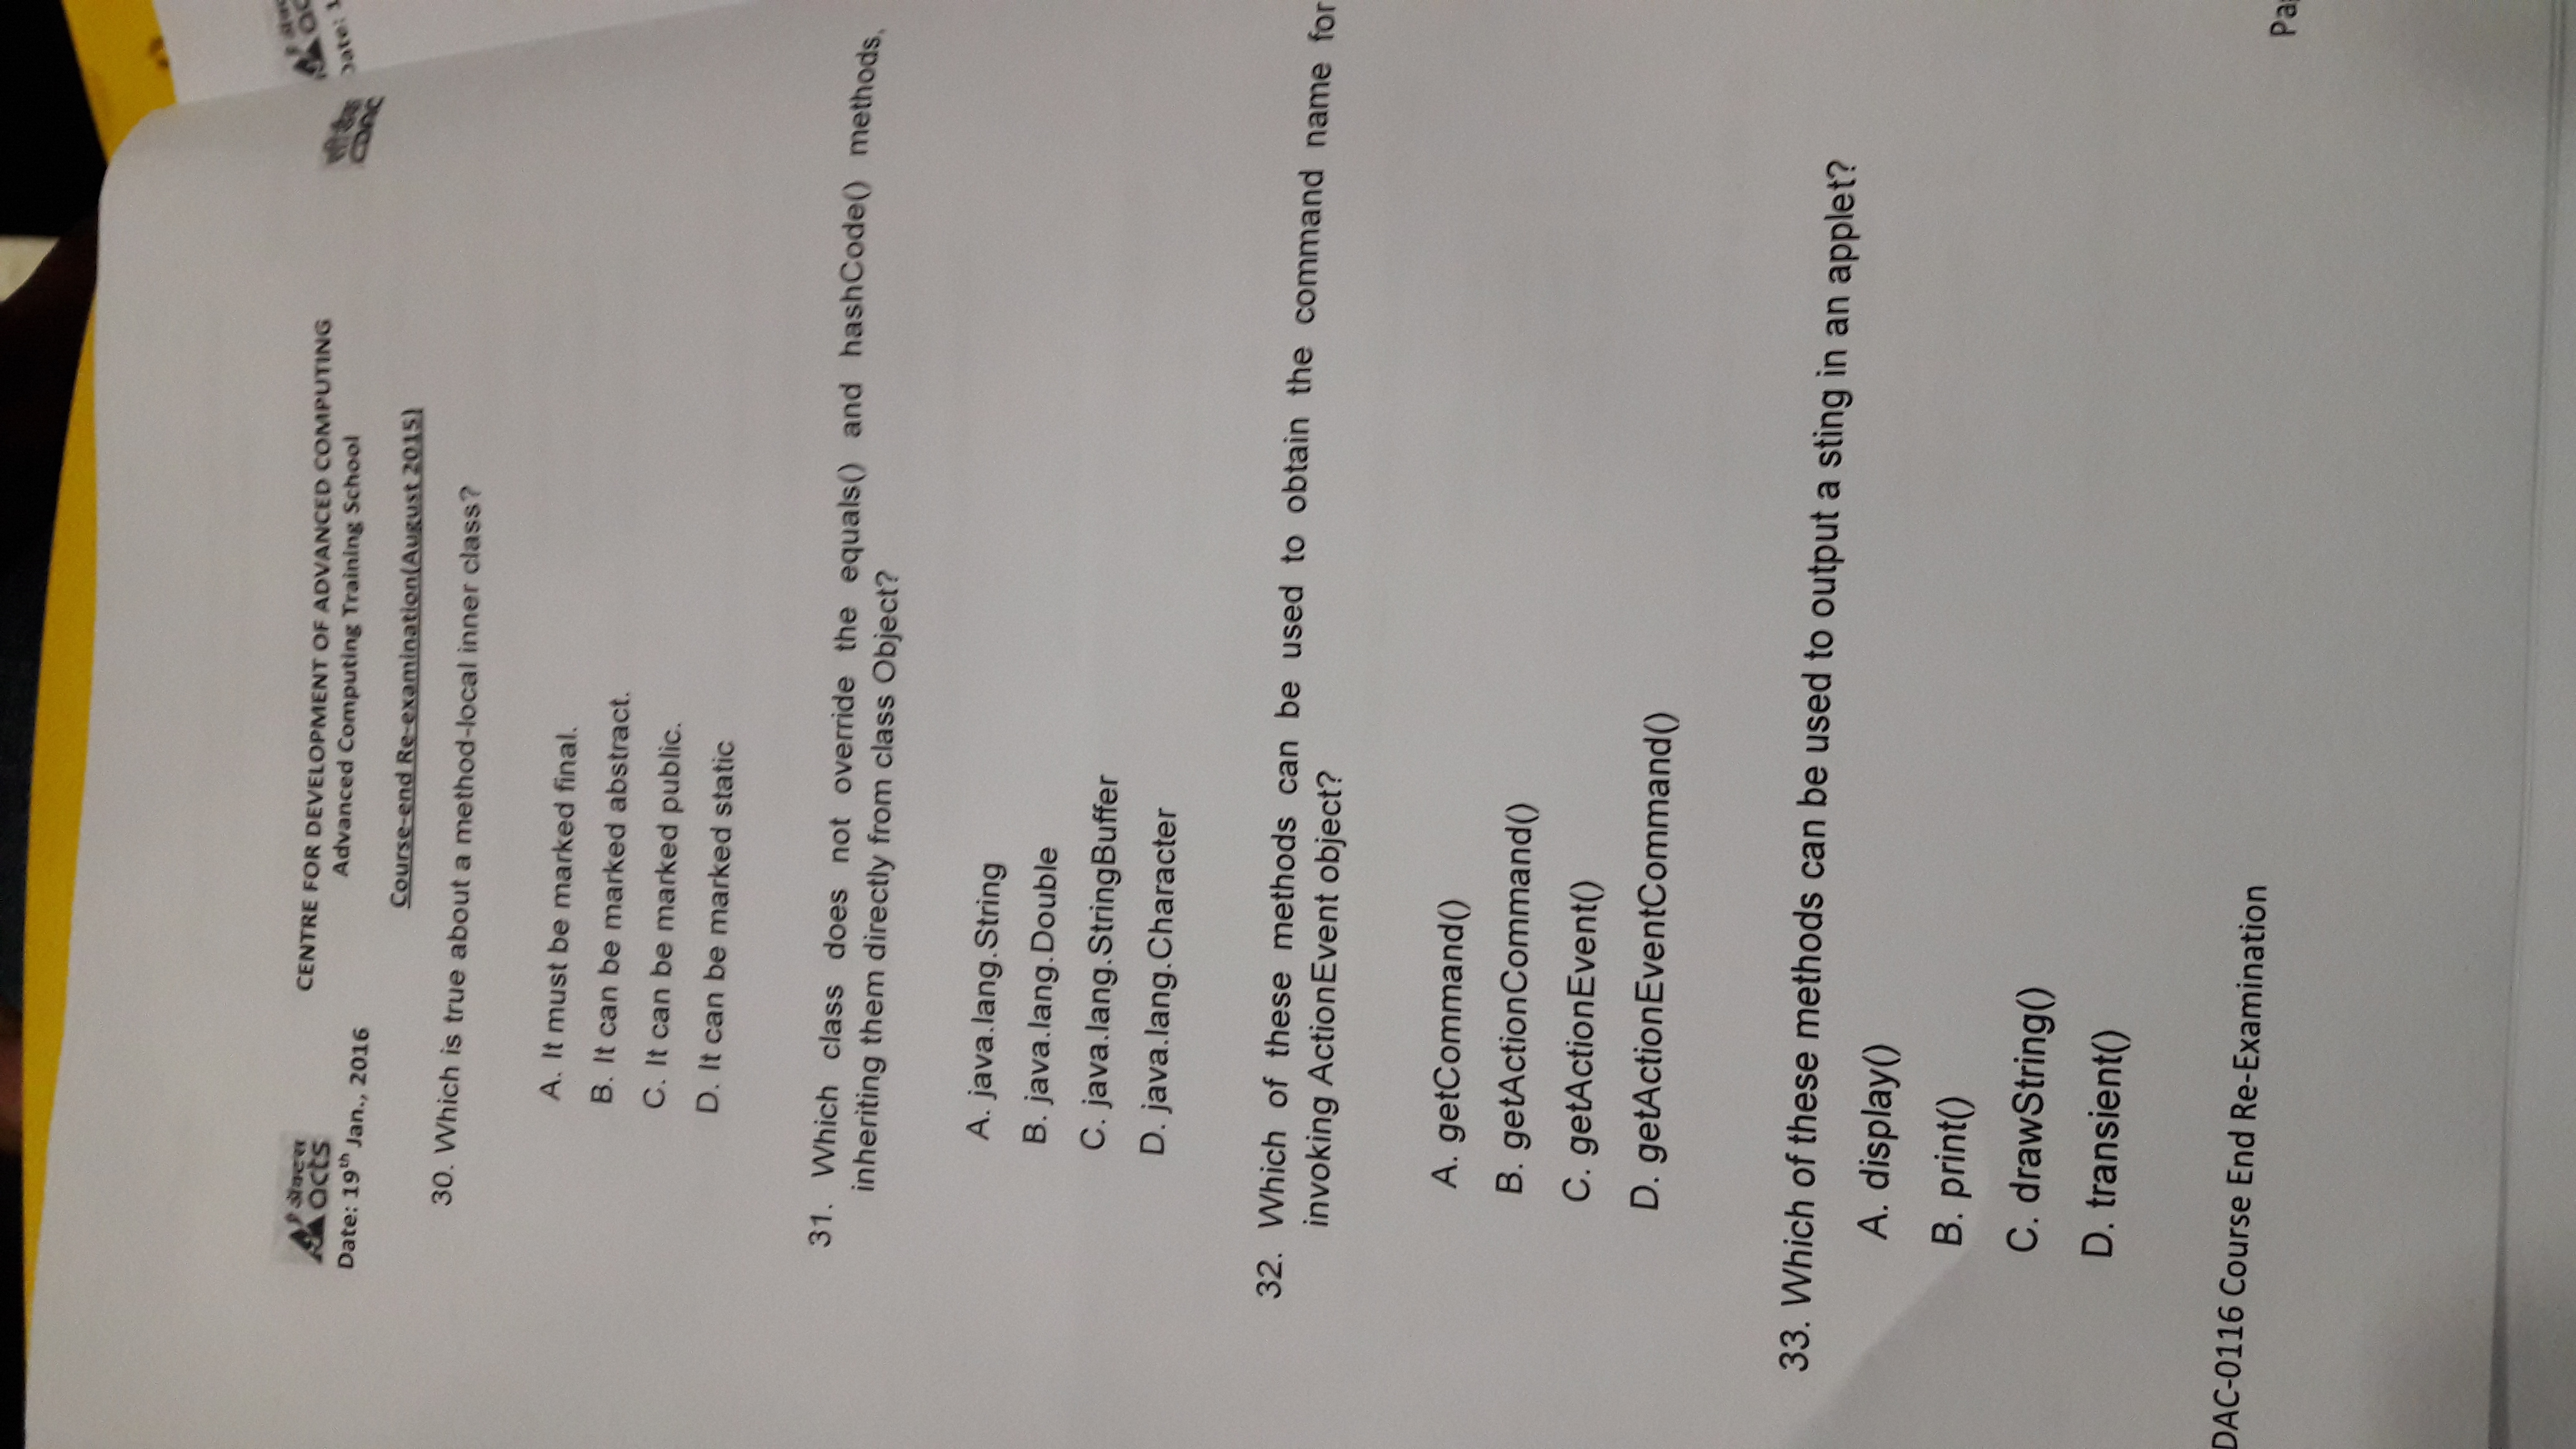 ॲक्टस
acts
CENTRE FOR DEVELOPMENT OF ADVANCED COMPUTING
Advanced Computing Training School
सी डैक
CDAC
Date: 19th Jan., 2016
Course-end Re-examination(August 2015)
30. Which is true about a method-local inner class?
A. It must be marked final.
B. It can be marked abstract.
C. It can be marked public.
D. It can be marked static
31. Which class does not override the equals() and hashCode() methods,
inheriting them directly from class Object?
A. java.lang.String
B. java.lang.Double
C. java.lang.StringBuffer
D. java.lang.Character
32. Which of these methods can be used to obtain the command name for
invoking ActionEvent object?
A. getCommand()
B. getActionCommand()
C. getActionEvent()
D. getActionEventCommand()
33. Which of these methods can be used to output a sting in an applet?
A. display()
B. print()
C. drawString()
D. transient()
DAC-0116 Course End Re-Examination